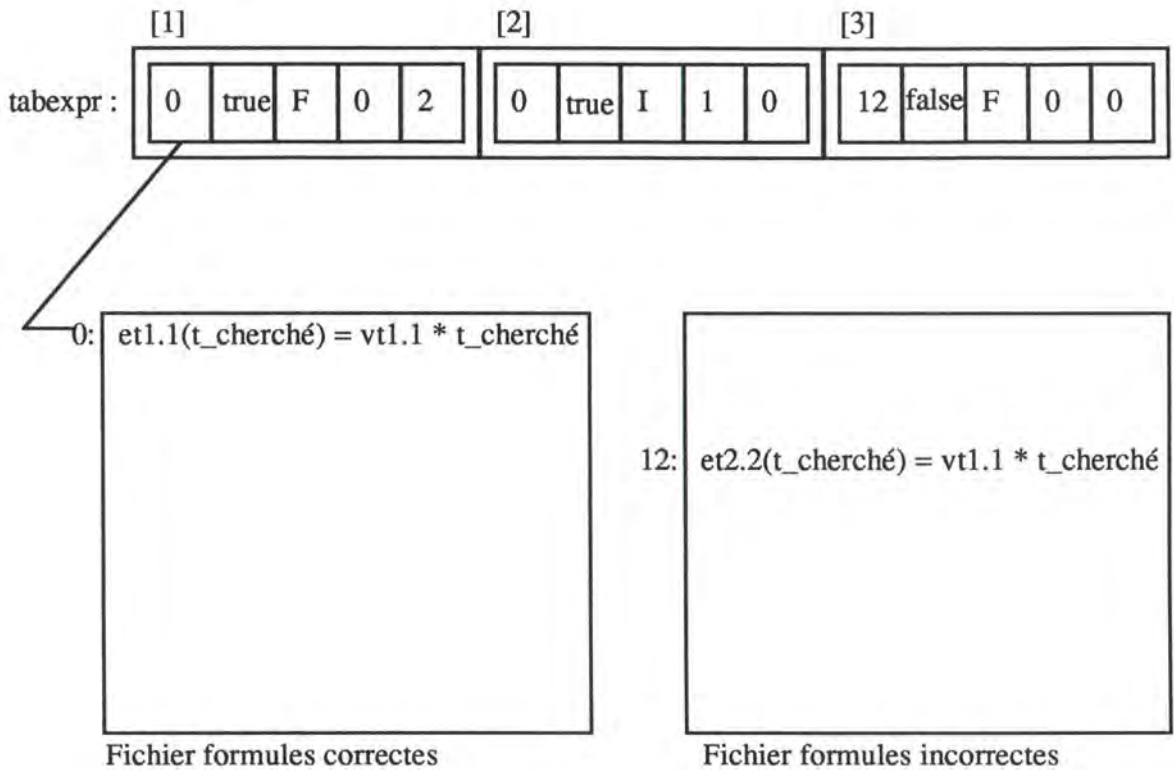 [1] [2] [3]
tabexpr : 0 true F 0 2 0 true I 1 0 12 false F 0 0
0: et1.1(t_cherché) = vt1.1 * t_cherché
12: et2.2(t_cherché) = vt1.1 * t_cherché
Fichier formules correctes Fichier formules incorrectes